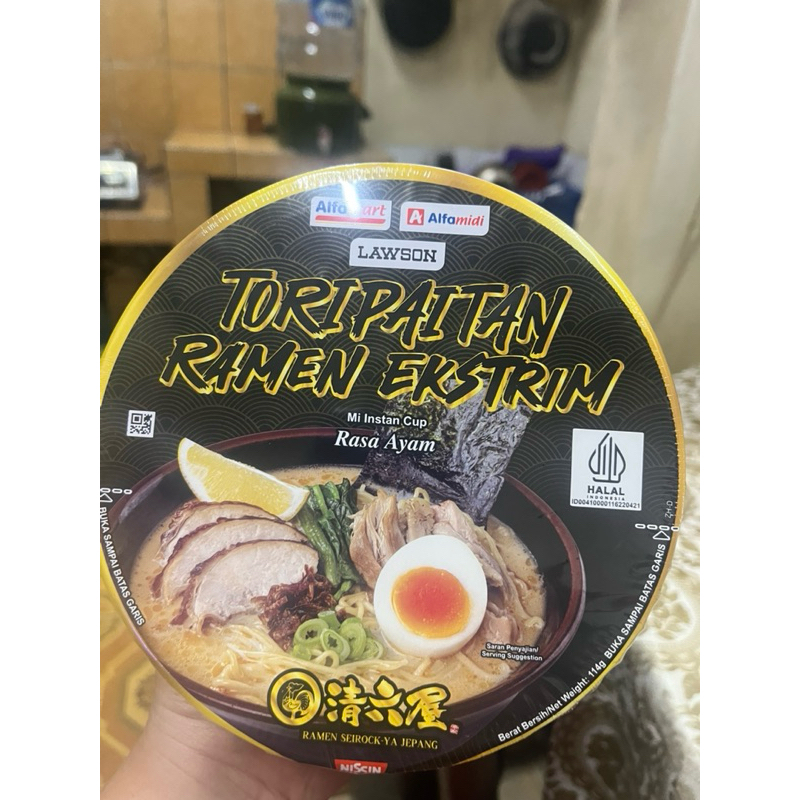 Alfamart
Alfamidi
LAWSON
TORIPAITAN
RAMEN EKSTRIM
Mi Instan Cup
Rasa Ayam
HALAL
INDONESIA
ID00410000116220421
BUKA SAMPAI BATAS GARIS
BUKA SAMPAI BATAS GARIS
Saran Penyajian/
Serving Suggestion
Berat Bersih/Net Weight: 114g
清六屋
RAMEN SEIROCK-YA JEPANG
NISSIN